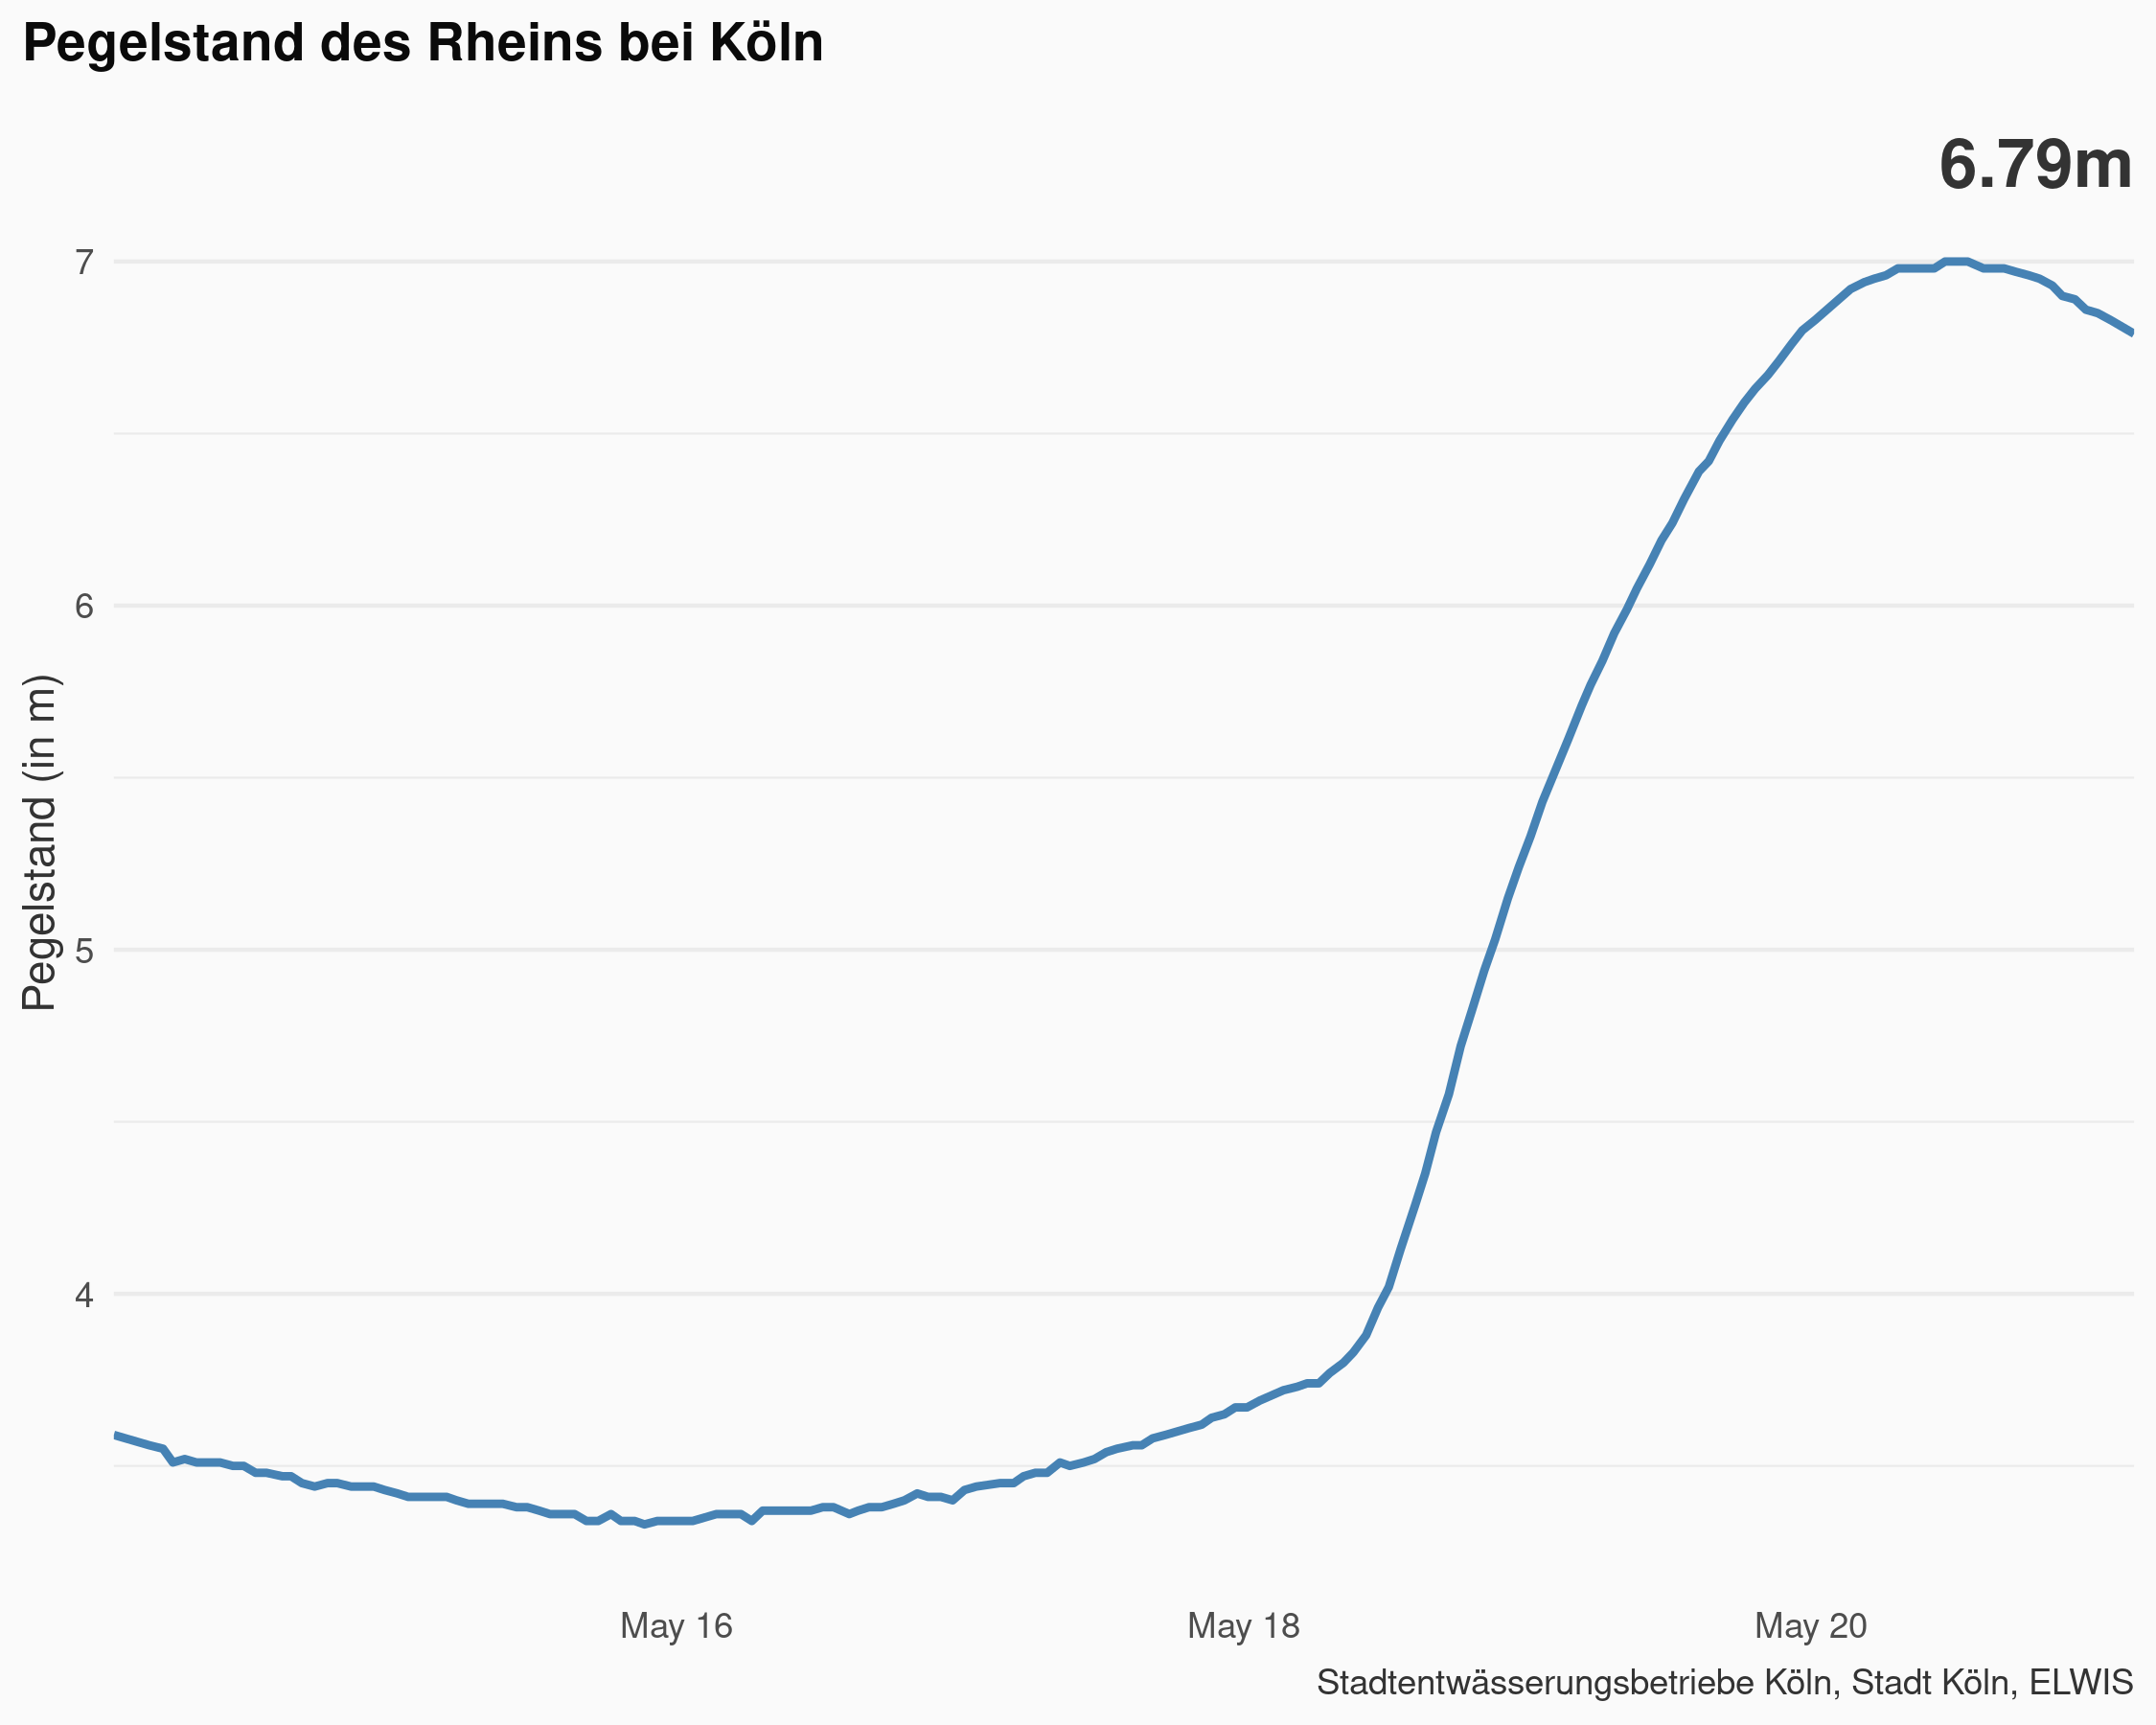 Pegelstand des Rheins bei Köln
6.79m
Pegelstand (in m)
7
6
5
4
May 16
May 18
May 20
Stadtentwässerungsbetriebe Köln, Stadt Köln, ELWIS